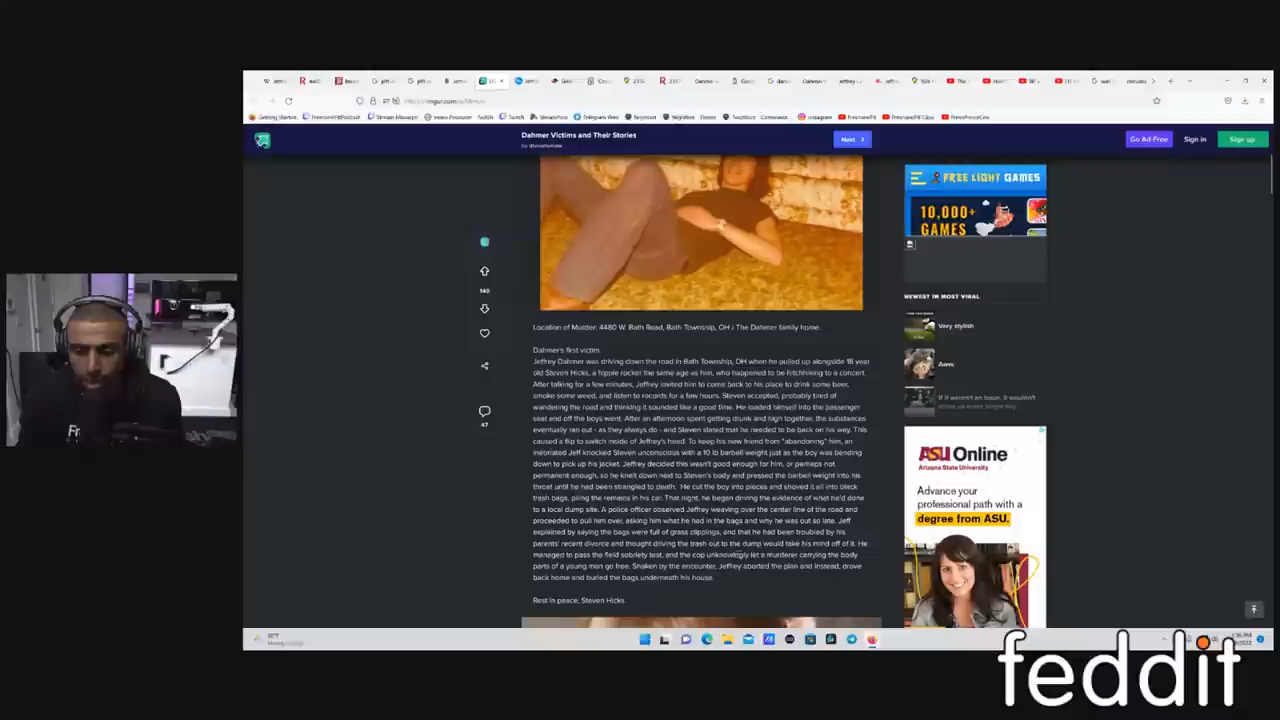 Dahmer Victims and Their Stories
Next
Go Ad-Free
Sign in
Sign up
FREE LIGHT GAMES
10,000+
GAMES
140
47
NEWEST IN MOST VIRAL
Very stylish
Aww.
Location of Murder: 4480 W. Bath Road, Bath Township, OH / The Dahmer family home.
Dahmer's first victim.
Jeffrey Dahmer was driving down the road in Bath Township, OH when he pulled up alongside 18 year
old Steven Hicks, a hippie rocker the same age as him, who happened to be hitchhiking to a concert.
After talking for a few minutes, Jeffrey invited him to come back to his place to drink some beer,
smoke some weed, and listen to records for a few hours. Steven accepted, probably tired of
wandering the road and thinking it sounded like a good time. He loaded himself into the passenger
seat and off the boys went. After an afternoon spent getting drunk and high together, the substances
eventually ran out - as they always do - and Steven stated that he needed to be back on his way. This
caused a flip to switch inside of Jeffrey's head. To keep his new friend from "abandoning" him, an
inebriated Jeff knocked Steven unconscious with a 10 lb barbell weight just as the boy was bending
down to pick up his jacket. Jeffrey decided this wasn't good enough for him, or perhaps not
permanent enough, so he knelt down next to Steven's body and pressed the barbell weight into his
throat until he had been strangled to death. He cut the boy into pieces and shoved it all into black
trash bags, piling the remains in his car. That night, he began driving the evidence of what he'd done
to a local dump site. A police officer observed Jeffrey weaving over the center line of the road and
proceeded to pull him over, asking him what he had in the bags and why he was out so late. Jeff
explained by saying the bags were full of grass clippings, and that he had been troubled by his
parents' recent divorce and thought driving the trash out to the dump would take his mind off of it. He
managed to pass the field sobriety test, and the cop unknowingly let a murderer carrying the body
parts of a young man go free. Shaken by the encounter, Jeffrey aborted the plan and instead, drove
back home and buried the bags underneath his house.
Rest in peace, Steven Hicks
ASU Online
Arizona State University
Advance your
professional path with a
degree from ASU.
feddit